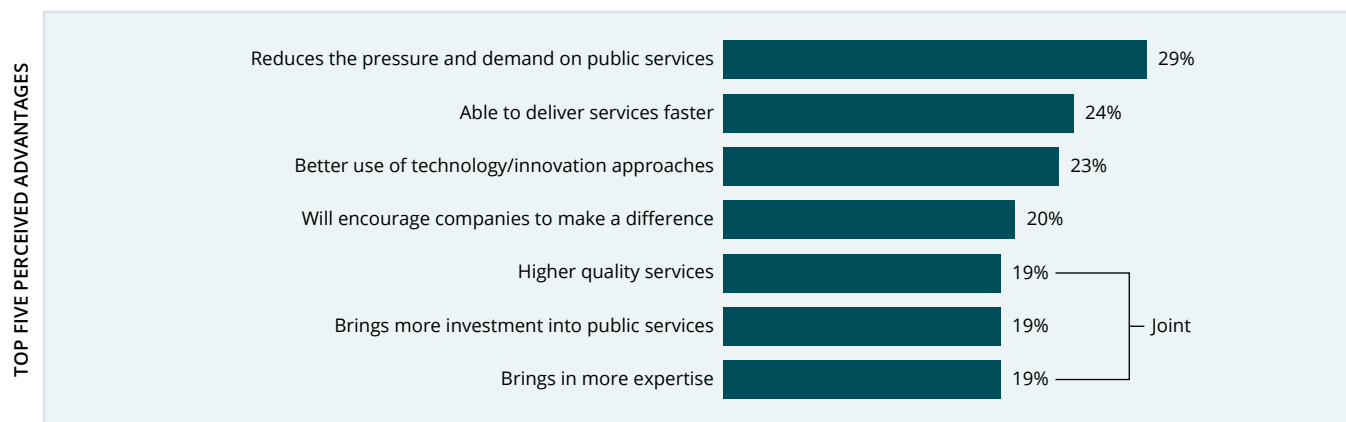 TOP FIVE PERCEIVED ADVANTAGES
Reduces the pressure and demand on public services 29%
Able to deliver services faster 24%
Better use of technology/innovation approaches 23%
Will encourage companies to make a difference 20%
Higher quality services 19%
Brings more investment into public services 19% Joint
Brings in more expertise 19%